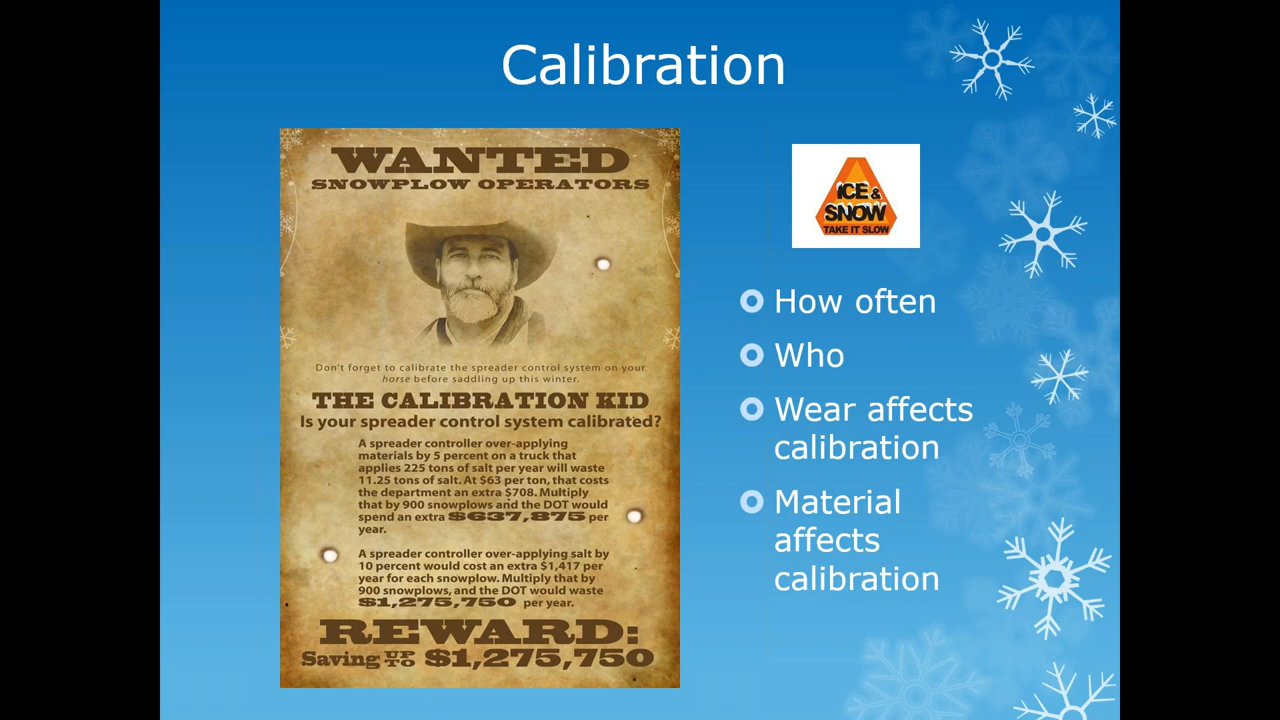 Calibration
WANTED
SNOWPLOW OPERATORS
Don't forget to calibrate the spreader control system on your
horse before saddling up this winter.
THE CALIBRATION KID
Is your spreader control system calibrated?
A spreader controller over-applying
materials by 5 percent on a truck that
applies 225 tons of salt per year will waste
11.25 tons of salt. At $63 per ton, that costs
the department an extra $708. Multiply
that by 900 snowplows and the DOT would
spend an extra $637,875 per
year.
A spreader controller over-applying salt by
10 percent would cost an extra $1,417 per
year for each snowplow. Multiply that by
900 snowplows, and the DOT would waste
$1,275,750 per year.
REWARD:
Saving UP TO $1,275,750
ICE &
SNOW
TAKE IT SLOW
How often
Who
Wear affects
calibration
Material
affects
calibration